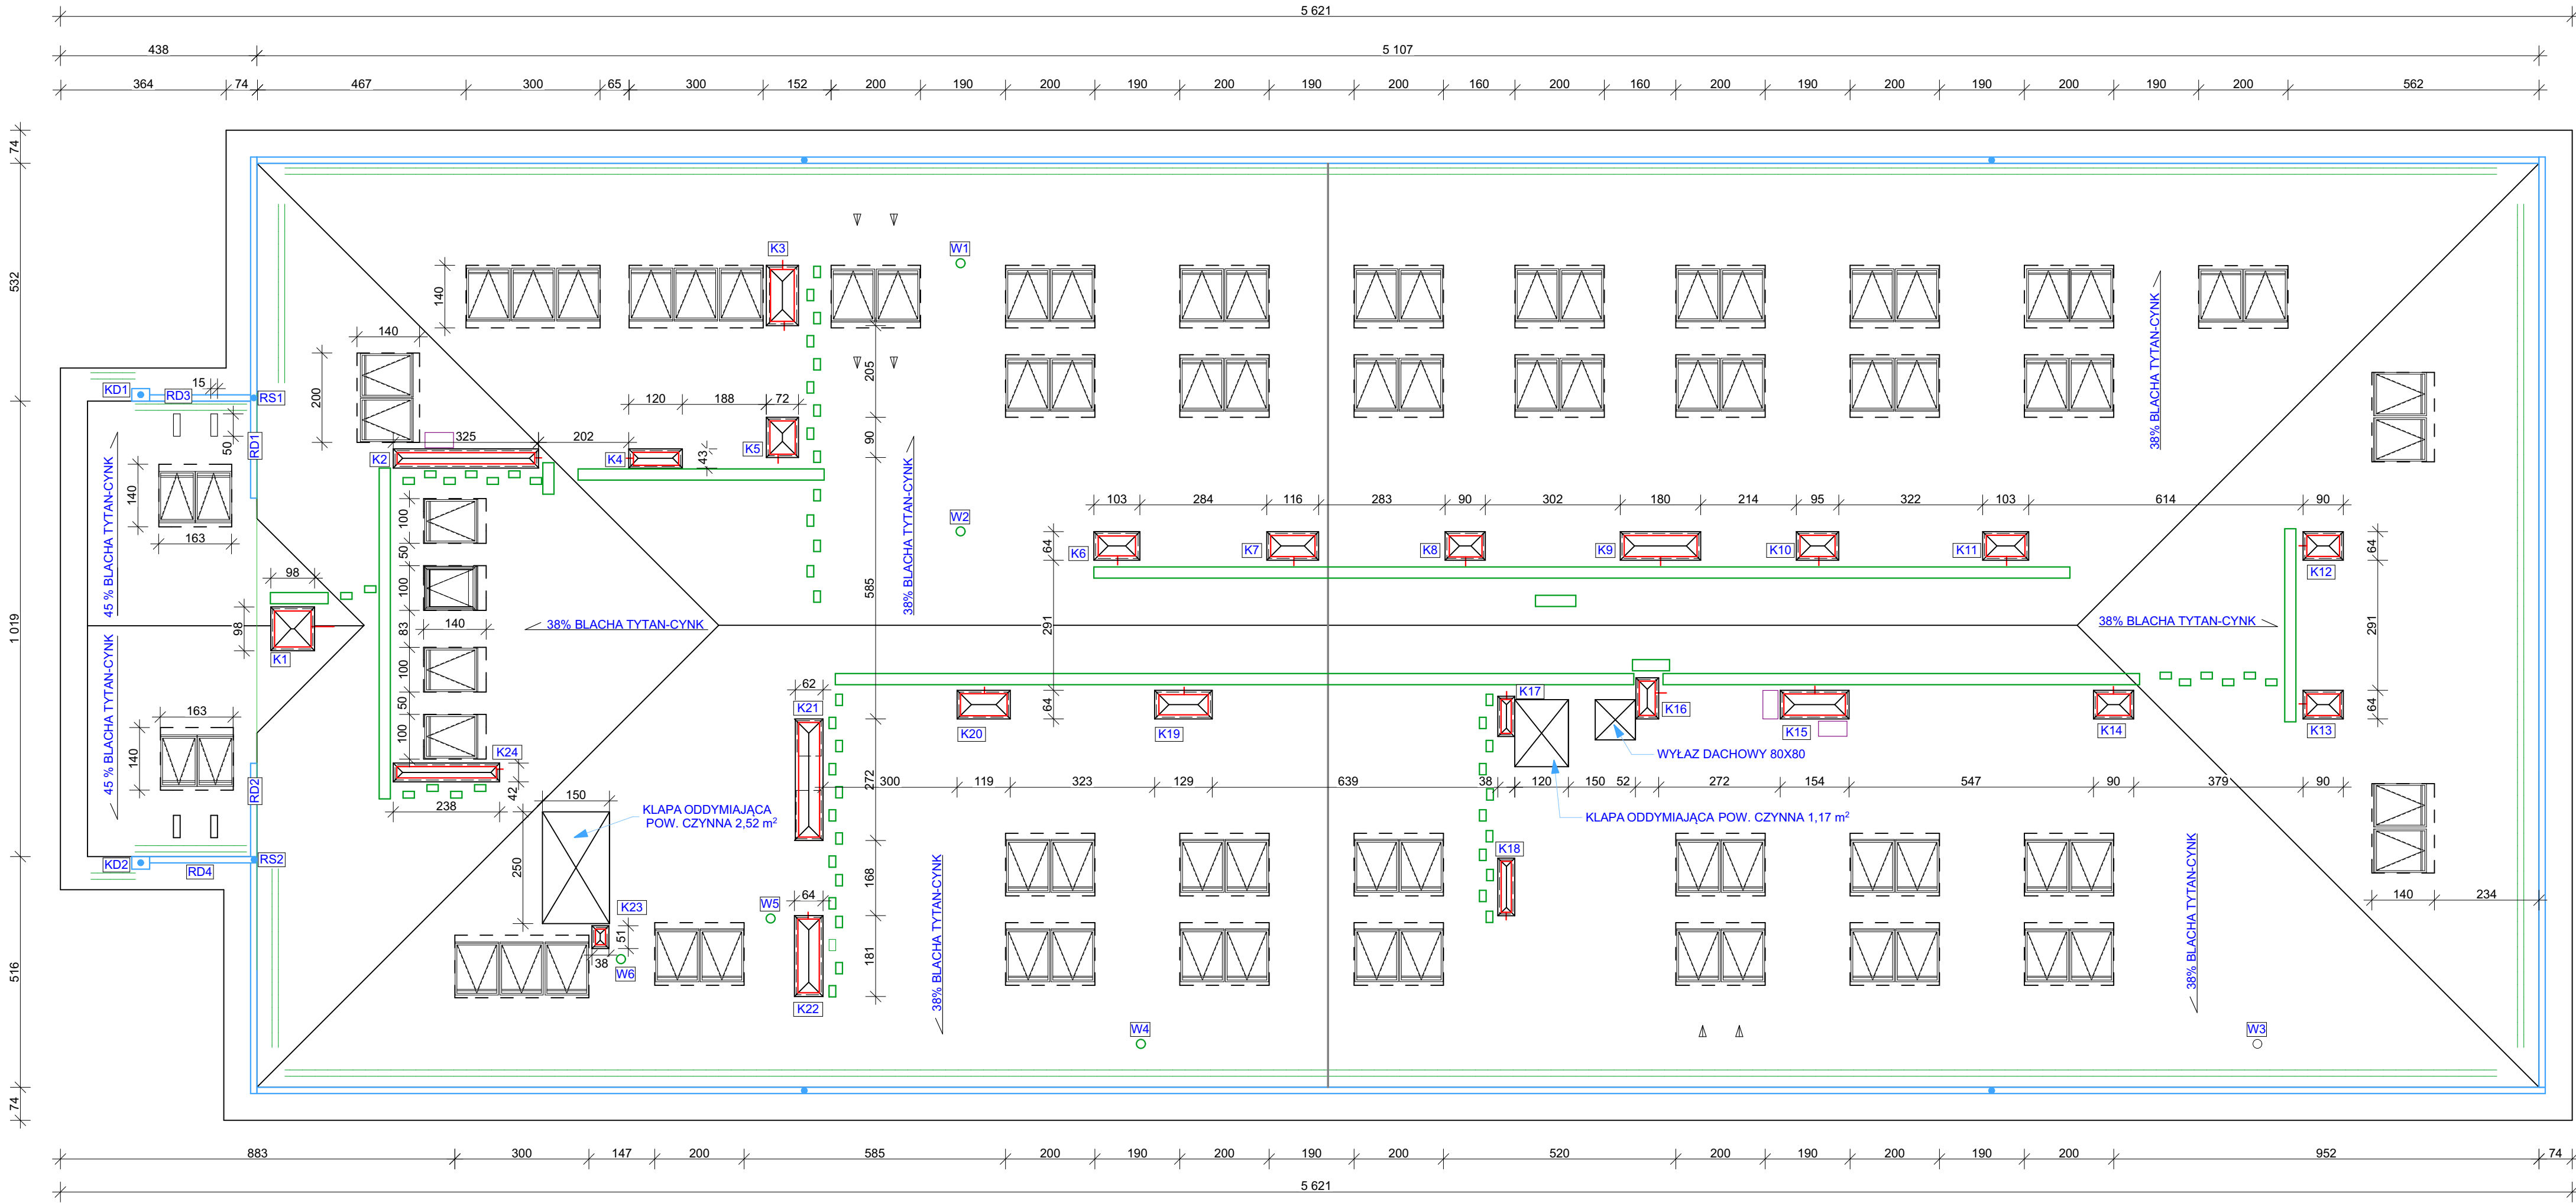 5 621
438
5 107
364
74
467
300
65
300
152
200
190
200
190
200
190
200
160
200
160
200
190
200
190
200
190
200
562
74
532
1 019
516
74
K3
W1
140
140
200
205
38% BLACHA TYTAN-CYNK
KD1
RD3
15
RS1
50
RD1
120
188
72
K2
325
202
K4
43
K5
90
45 % BLACHA TYTAN-CYNK
140
163
38% BLACHA TYTAN-CYNK
103
284
116
283
90
302
180
214
95
322
103
614
90
W2
K6
64
K7
K8
K9
K10
K11
K12
64
100
50
100
83
100
50
100
140
98
98
K1
585
291
291
38% BLACHA TYTAN-CYNK
38% BLACHA TYTAN-CYNK
45 % BLACHA TYTAN-CYNK
163
140
62
K21
64
K20
K19
K17
K16
K15
K14
K13
64
WYŁAZ DACHOWY 80X80
K24
RD2
42
238
150
272
300
119
323
129
639
38
120
150
52
272
154
547
90
379
90
KLAPA ODDYMIAJĄCA
POW. CZYNNA 2,52 m²
KLAPA ODDYMIAJĄCA POW. CZYNNA 1,17 m²
250
KD2
RD4
RS2
K18
168
38% BLACHA TYTAN-CYNK
38% BLACHA TYTAN-CYNK
140
234
K23
W5
64
51
38
W6
181
K22
W4
W3
883
300
147
200
585
200
190
200
190
200
520
200
190
200
190
200
952
74
5 621